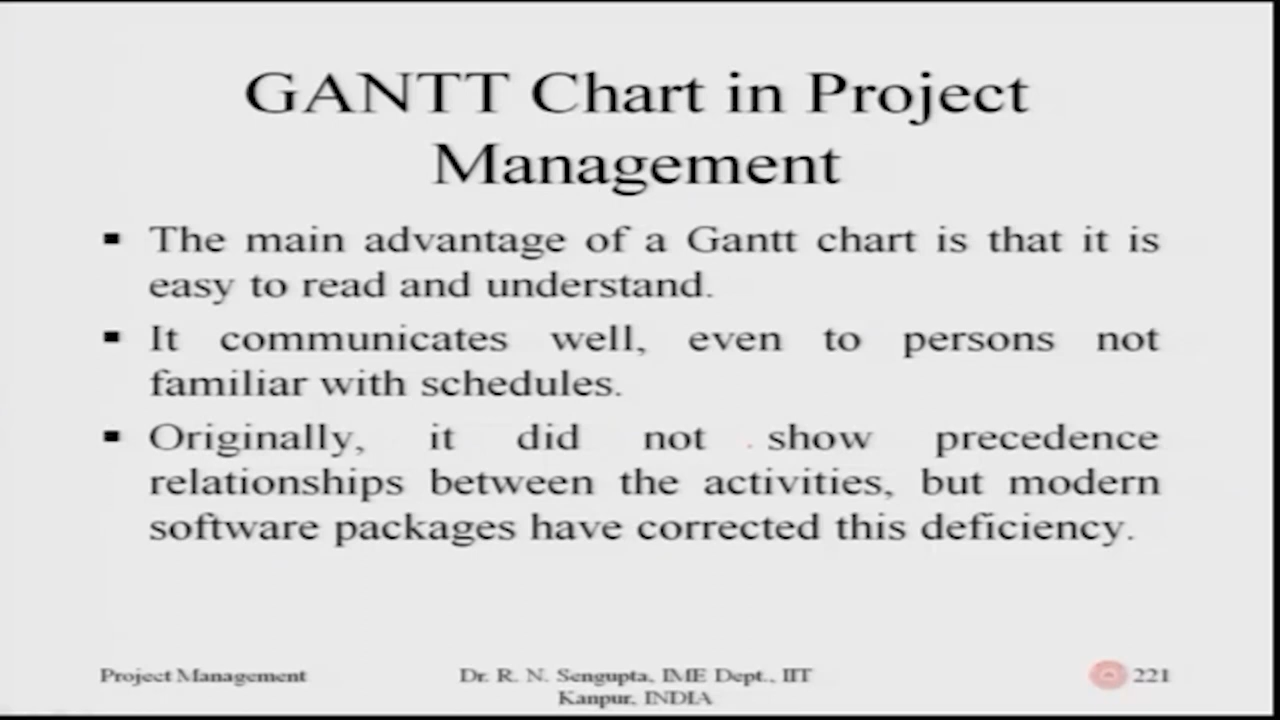 GANTT Chart in Project
Management
▪ The main advantage of a Gantt chart is that it is
easy to read and understand.
▪ It communicates well, even to persons not
familiar with schedules.
▪ Originally, it did not show precedence
relationships between the activities, but modern
software packages have corrected this deficiency.
Project Management
Dr. R. N. Sengupta, IME Dept., IIT
Kanpur, INDIA
221